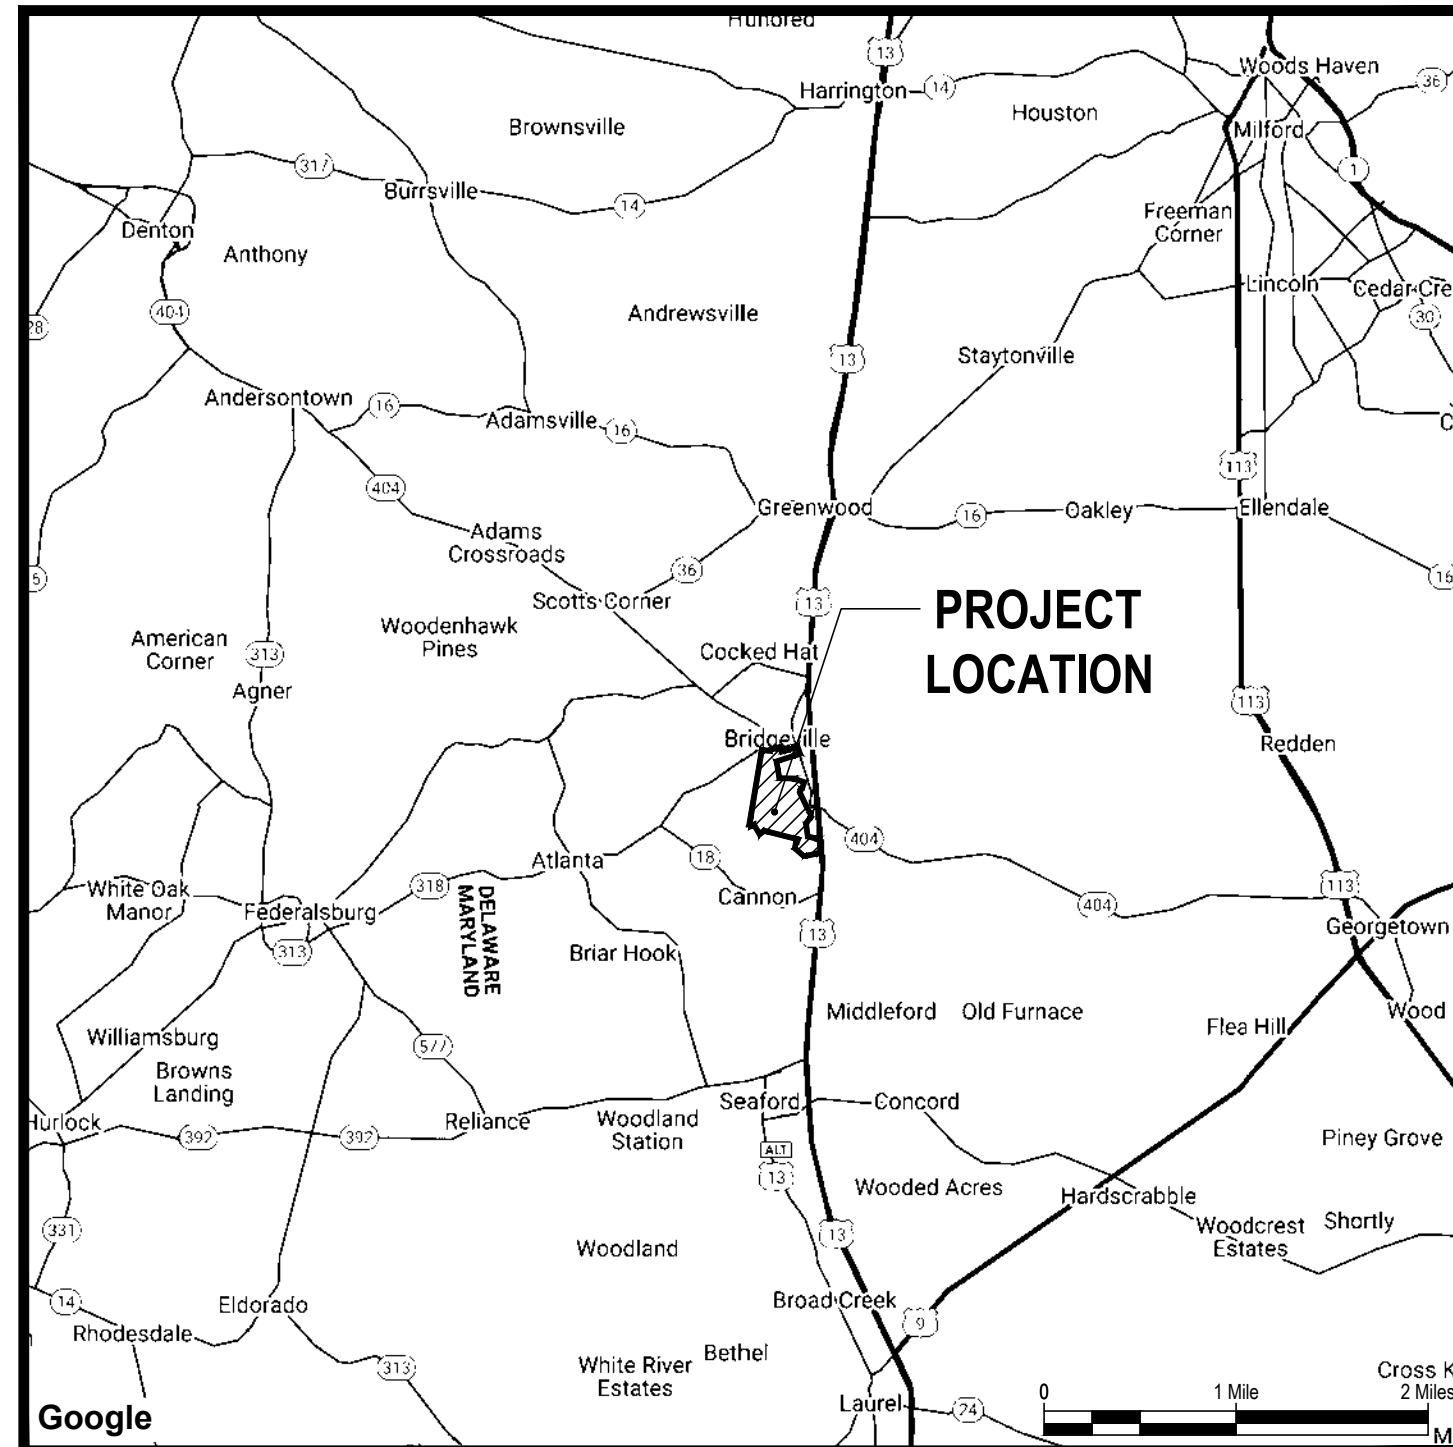 Hundred
13
Woods Haven
36
Harrington
14
Houston
Brownsville
Milford
317
1
Burrsville
14
Freeman
Corner
Denton
Anthony
Lincoln
Cedar Cre
404
Andrewsville
30
28
13
Staytonville
Andersontown
16
Adamsville
16
113
404
Greenwood
16
Oakley
Ellendale
Adams
Crossroads
36
16
6
Scotts Corner
13
PROJECT
LOCATION
American
Corner
Woodenhawk
Pines
313
Cocked Hat
Agner
113
Bridgeville
Redden
404
Atlanta
18
White Oak
Manor
318
Cannon
404
113
Federalsburg
DELAWARE
MARYLAND
Georgetown
313
13
Briar Hook
Middleford
Old Furnace
Flea Hill
Wood
Williamsburg
577
Browns
Landing
Seaford
Concord
Hurlock
Reliance
Woodland
Station
392
392
ALT
13
Piney Grove
Wooded Acres
Hardscrabble
331
13
Woodcrest
Estates
Shortly
Woodland
14
Eldorado
Broad Creek
9
Rhodesdale
313
White River
Estates
Bethel
Cross K
Laurel
24
0
1 Mile
2 Miles
Google
M